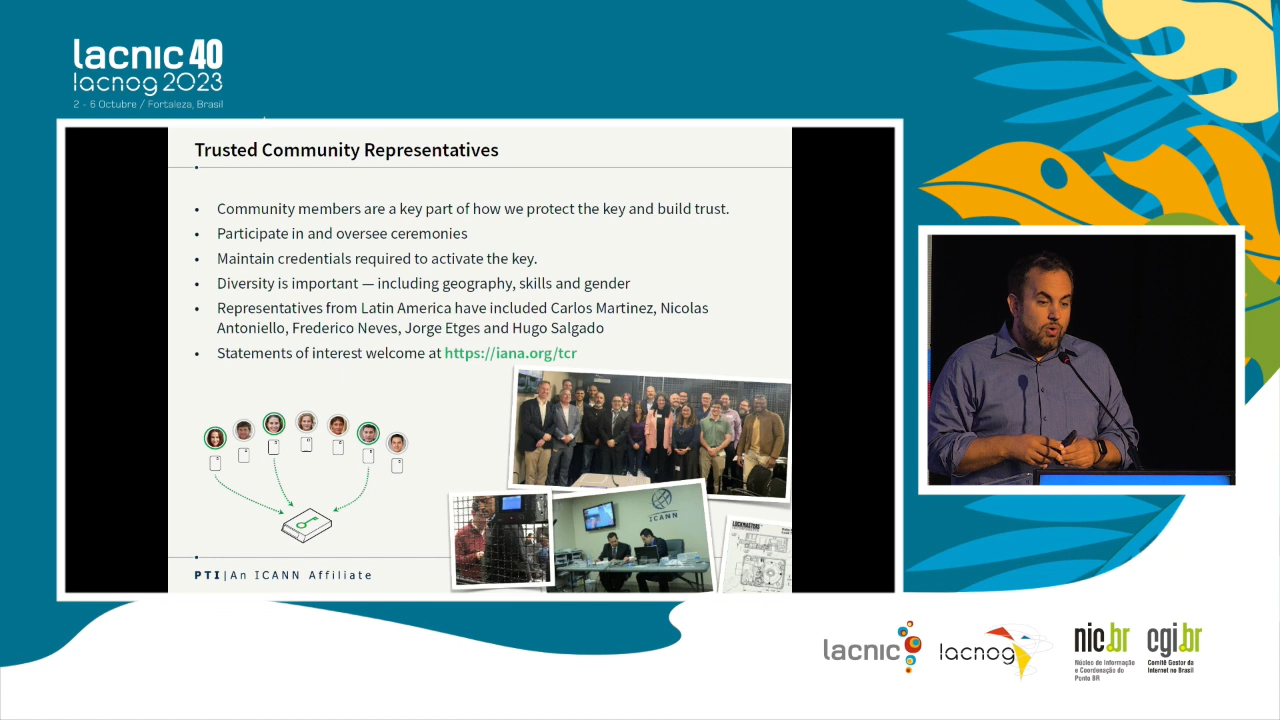 lacnic 40
lacnog 2023
2 - 6 Octubre / Fortaleza, Brasil
Trusted Community Representatives
• Community members are a key part of how we protect the key and build trust.
• Participate in and oversee ceremonies
• Maintain credentials required to activate the key.
• Diversity is important — including geography, skills and gender
• Representatives from Latin America have included Carlos Martinez, Nicolas
Antoniello, Frederico Neves, Jorge Etges and Hugo Salgado
• Statements of interest welcome at https://iana.org/tcr
ICANN
LOCKMASTERS
PTI | An ICANN Affiliate
lacnic
lacnog
nic.br
Núcleo de Informação
e Coordenação do
Ponto BR
cgi.br
Comitê Gestor da
Internet no Brasil